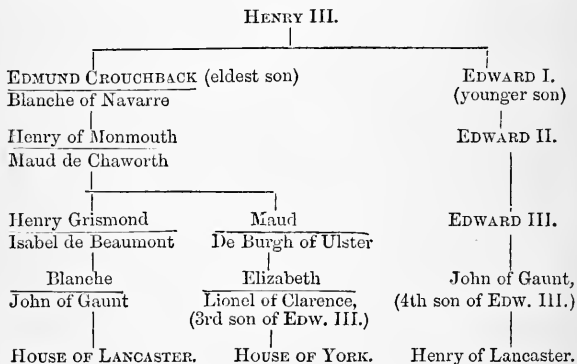 HENRY III.
EDMUND CROUCHBACK (eldest son)
Blanche of Navarre
EDWARD I.
(younger son)
Henry of Monmouth
Maud de Chaworth
EDWARD II.
Henry Grismond
Isabel de Beaumont
Maud
De Burgh of Ulster
EDWARD III.
Blanche
John of Gaunt
Elizabeth
Lionel of Clarence,
(3rd son of EDW. III.)
John of Gaunt,
(4th son of EDW. III.)
HOUSE OF LANCASTER.
HOUSE OF YORK.
Henry of Lancaster.